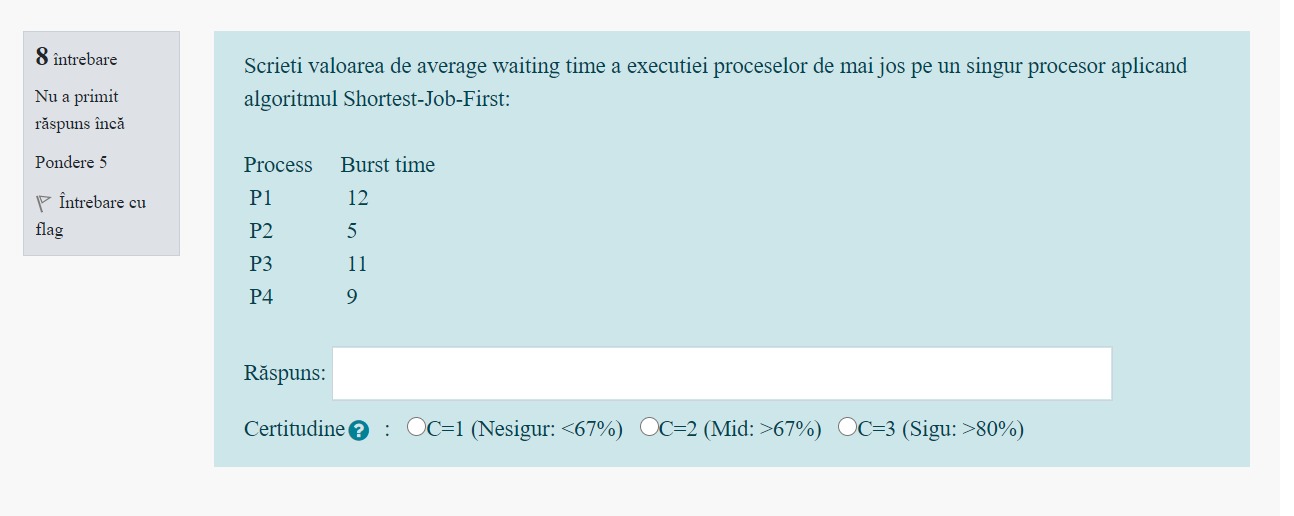 8 întrebare
Nu a primit
răspuns încă
Pondere 5
Întrebare cu
flag
Scrieti valoarea de average waiting time a executiei proceselor de mai jos pe un singur procesor aplicand
algoritmul Shortest-Job-First:
Process Burst time
P1 12
P2 5
P3 11
P4 9
Răspuns:
Certitudine ? : C=1 (Nesigur: <67%) C=2 (Mid: >67%) C=3 (Sigu: >80%)